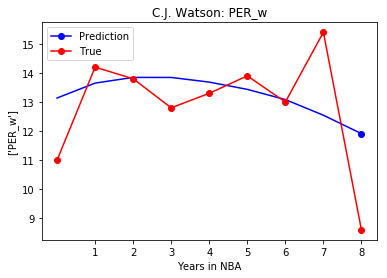 C.J. Watson: PER_w
Prediction
True
['PER_w']
15
14
13
12
11
10
9
1 2 3 4 5 6 7 8
Years in NBA